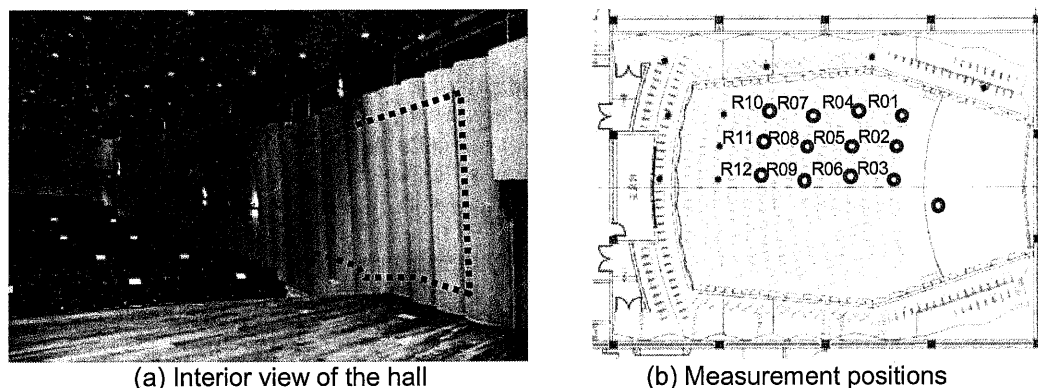 R10 R07 R04 R01
R11 R08 R05 R02
R12 R09 R06 R03
(a) Interior view of the hall
(b) Measurement positions